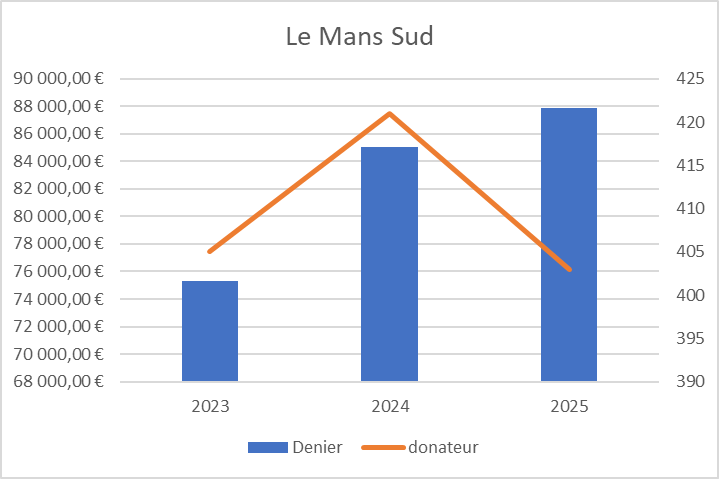 Le Mans Sud
90 000,00 €
88 000,00 €
86 000,00 €
84 000,00 €
82 000,00 €
80 000,00 €
78 000,00 €
76 000,00 €
74 000,00 €
72 000,00 €
70 000,00 €
68 000,00 €
425
420
415
410
405
400
395
390
2023 2024 2025
Denier donateur